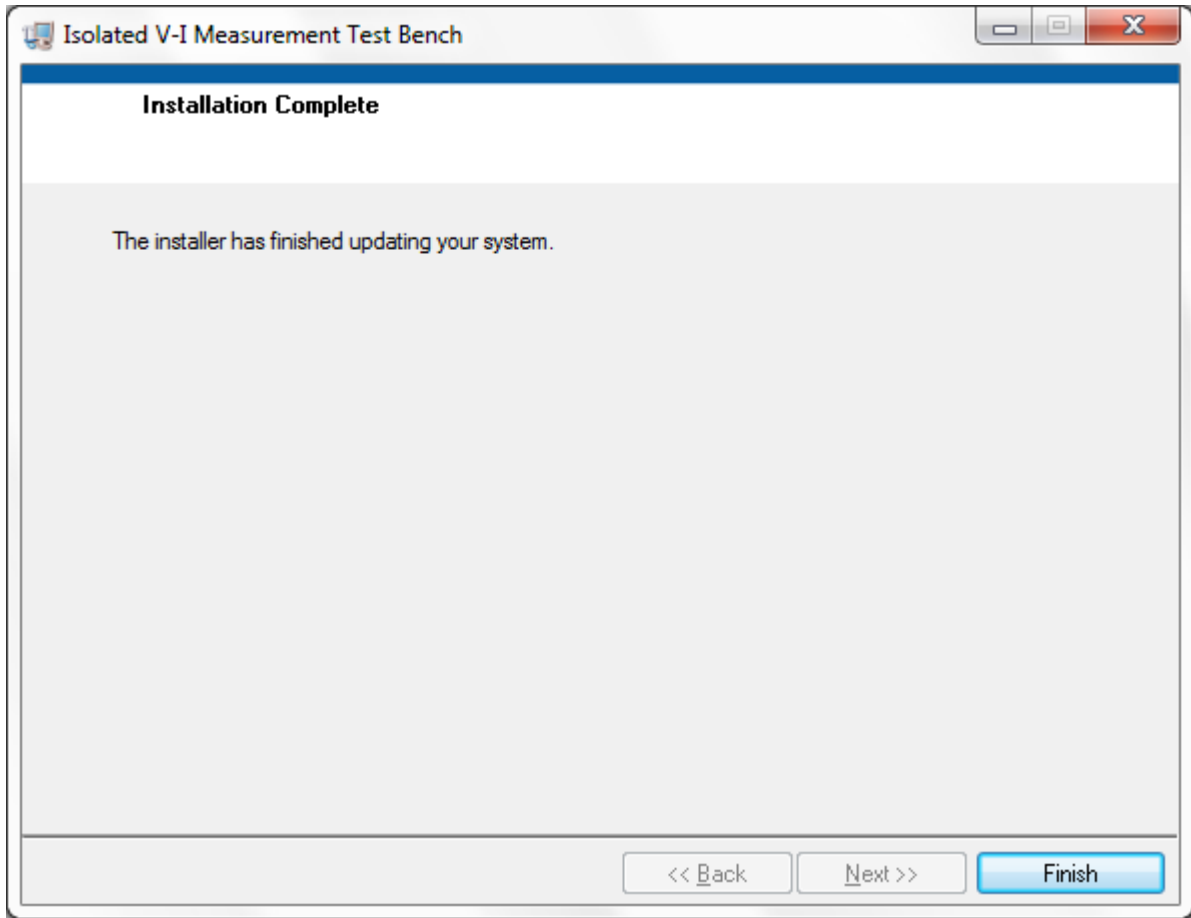 Isolated V-I Measurement Test Bench
Installation Complete
The installer has finished updating your system.
<< Back
Next >>
Finish